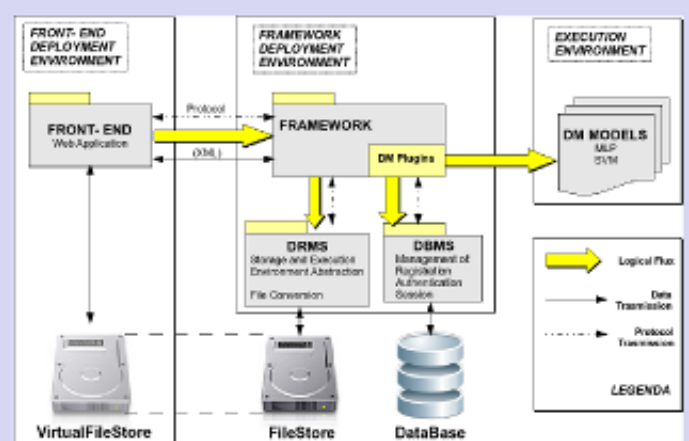 FRONT- END
DEPLOYMENT
ENVIRONMENT
FRAMEWORK
DEPLOYMENT
ENVIRONMENT
EXECUTION
ENVIRONMENT
Protocol
FRONT- END
Web Application
(XML)
FRAMEWORK
DM Plugins
DM MODELS
MLP
SVM
DRMS
Storage and Execution
Environment Abstraction
File Conversion
DBMS
Management of
Registration
Authentication
Session
Logical Flux
Data
Trasmission
Protocol
Trasmission
LEGENDA
VirtualFileStore
FileStore
DataBase